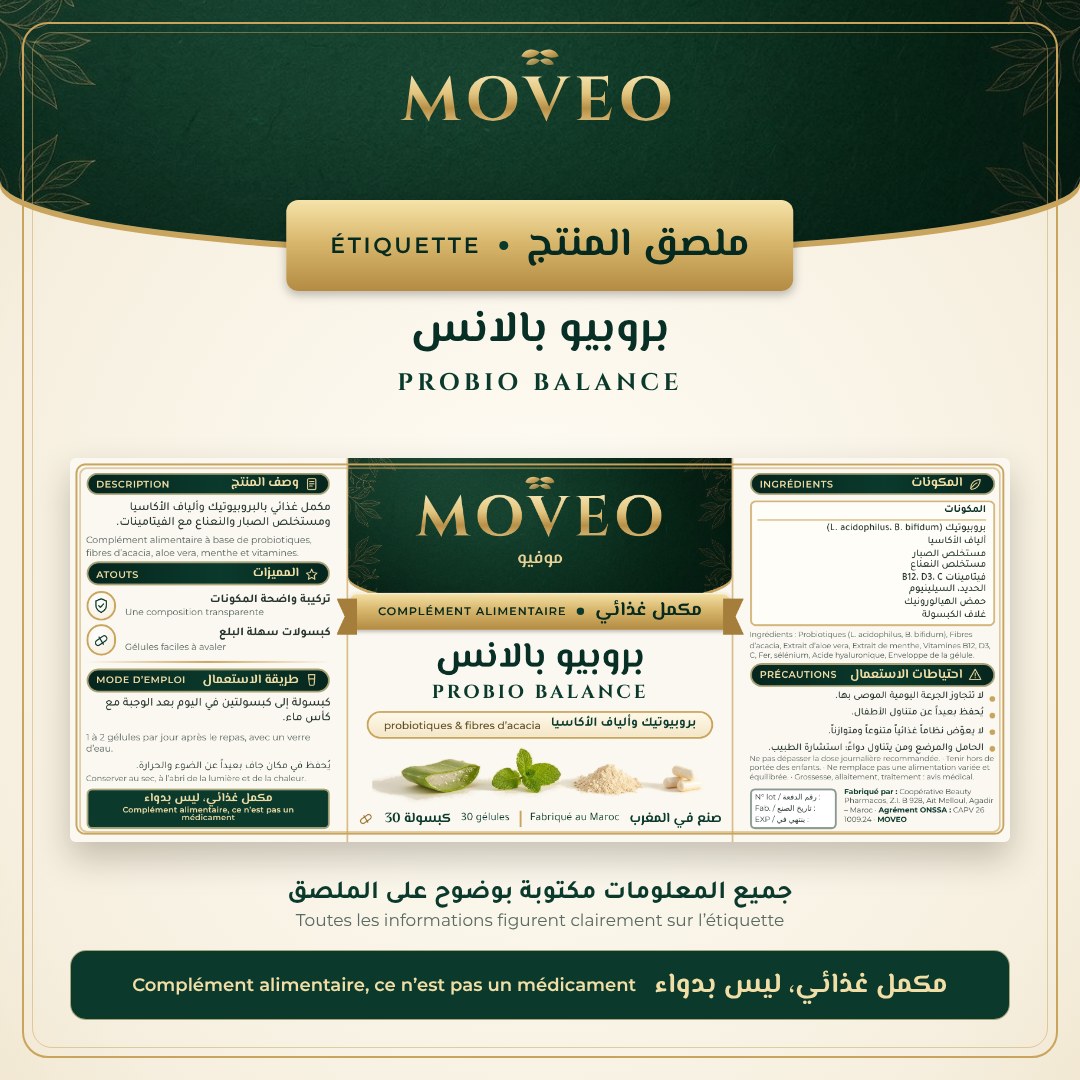 MOVEO
ÉTIQUETTE • ملصق المنتج
بروبيو بالانس
PROBIO BALANCE
DESCRIPTION وصف المنتج
مكمل غذائي بالبروبيوتيك وألياف الأكاسيا
ومستخلص الصبار والنعناع مع الفيتامينات.
Complément alimentaire à base de probiotiques,
fibres d’acacia, aloe vera, menthe et vitamines.
ATOUTS المميزات
تركيبة واضحة المكونات
Une composition transparente
كبسولات سهلة البلع
Gélules faciles à avaler
MODE D’EMPLOI طريقة الاستعمال
كبسولة إلى كبسولتين في اليوم بعد الوجبة مع
كأس ماء.
1 à 2 gélules par jour après le repas, avec un verre
d’eau.
يُحفظ في مكان جاف بعيداً عن الضوء والحرارة.
Conserver au sec, à l’abri de la lumière et de la chaleur.
مكمل غذائي، ليس بدواء
Complément alimentaire, ce n’est pas un
médicament
MOVEO
موفيو
COMPLÉMENT ALIMENTAIRE • مكمل غذائي
بروبيو بالانس
PROBIO BALANCE
probiotiques & fibres d’acacia بروبيوتيك وألياف الأكاسيا
30 كبسولة 30 gélules | Fabriqué au Maroc صنع في المغرب
INGRÉDIENTS المكونات
المكونات
بروبيوتيك (L. acidophilus، B. bifidum)
ألياف الأكاسيا
مستخلص الصبار
مستخلص النعناع
فيتامينات B12، D3، C
الحديد، السيلينيوم
حمض الهيالورونيك
غلاف الكبسولة
Ingrédients : Probiotiques (L. acidophilus, B. bifidum), Fibres
d’acacia, Extrait d’aloe vera, Extrait de menthe, Vitamines B12, D3,
C, Fer, sélénium, Acide hyaluronique, Enveloppe de la gélule.
PRÉCAUTIONS احتياطات الاستعمال
لا تتجاوز الجرعة اليومية الموصى بها.
يُحفظ بعيداً عن متناول الأطفال.
لا يعوّض نظاماً غذائياً متنوعاً ومتوازناً.
الحامل والمرضع ومن يتناول دواءً: استشارة الطبيب.
Ne pas dépasser la dose journalière recommandée. · Tenir hors de
portée des enfants. · Ne remplace pas une alimentation variée et
équilibrée. · Grossesse, allaitement, traitement : avis médical.
N° lot / رقم الدفعة :
Fab. / تاريخ الصنع :
EXP / ينتهي في :
Fabriqué par : Coopérative Beauty
Pharmacos, Z.I. B 928, Ait Melloul, Agadir
– Maroc · Agrément ONSSA : CAPV 26
1009.24 · MOVEO
جميع المعلومات مكتوبة بوضوح على الملصق
Toutes les informations figurent clairement sur l’étiquette
Complément alimentaire, ce n’est pas un médicament مكمل غذائي، ليس بدواء